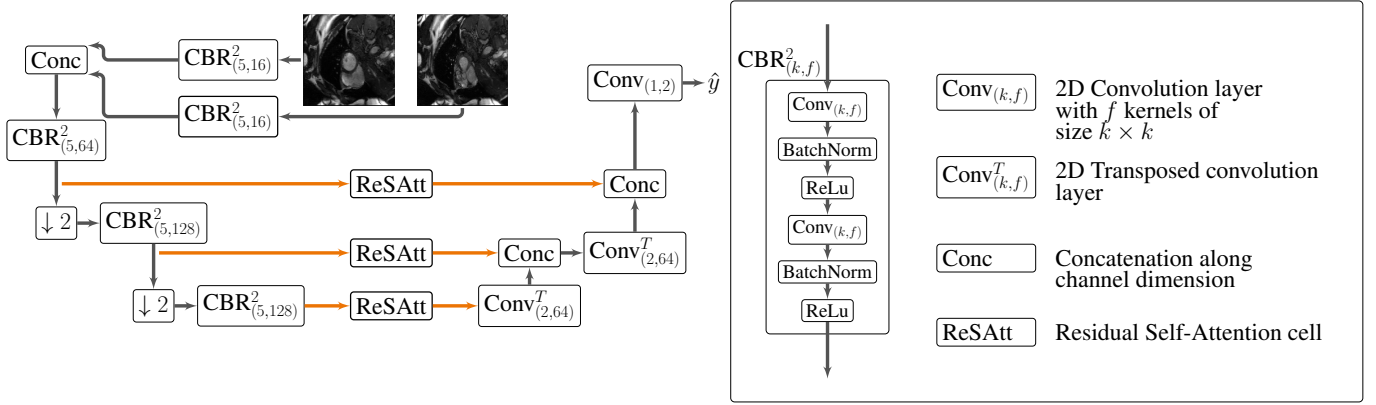 Conc
CBR²₍₅,₁₆₎
CBR²₍₅,₁₆₎
CBR²₍₅,₆₄₎
↓ 2
CBR²₍₅,₁₂₈₎
↓ 2
CBR²₍₅,₁₂₈₎
ReSAtt
ReSAtt
ReSAtt
Conv^T₍₂,₆₄₎
Conc
Conv^T₍₂,₆₄₎
Conc
Conv₍₁,₂₎
ŷ
CBR²₍k,f₎
Conv₍k,f₎
BatchNorm
ReLu
Conv₍k,f₎
BatchNorm
ReLu
Conv₍k,f₎
2D Convolution layer
with f kernels of
size k × k
Conv^T₍k,f₎
2D Transposed convolution
layer
Conc
Concatenation along
channel dimension
ReSAtt
Residual Self-Attention cell